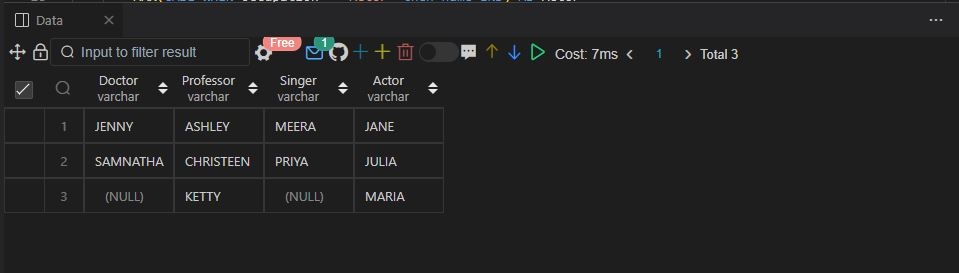 Data
Input to filter result
Free
1
Cost: 7ms
1
Total 3
Doctor Professor Singer Actor
varchar varchar varchar varchar
1 JENNY ASHLEY MEERA JANE
2 SAMNATHA CHRISTEEN PRIYA JULIA
3 (NULL) KETTY (NULL) MARIA